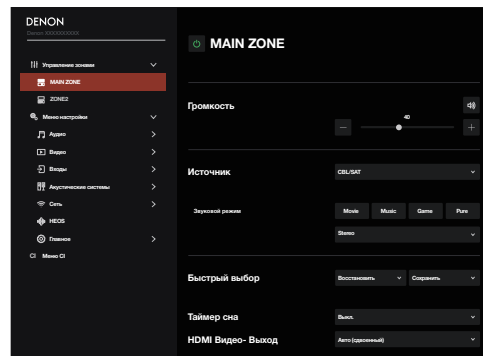 DENON
Denon XXXXXXXXXX
Управление зонами
MAIN ZONE
ZONE2
Меню настройки
Аудио
Видео
Входы
Акустические системы
Сеть
HEOS
Главное
CI Меню CI
MAIN ZONE
Громкость
40
Источник
CBL/SAT
Звуковой режим
Movie Music Game Pure
Stereo
Быстрый выбор
Восстановить Сохранить
Таймер сна
Выкл.
HDMI Видео- Выход
Авто (сдвоенный)